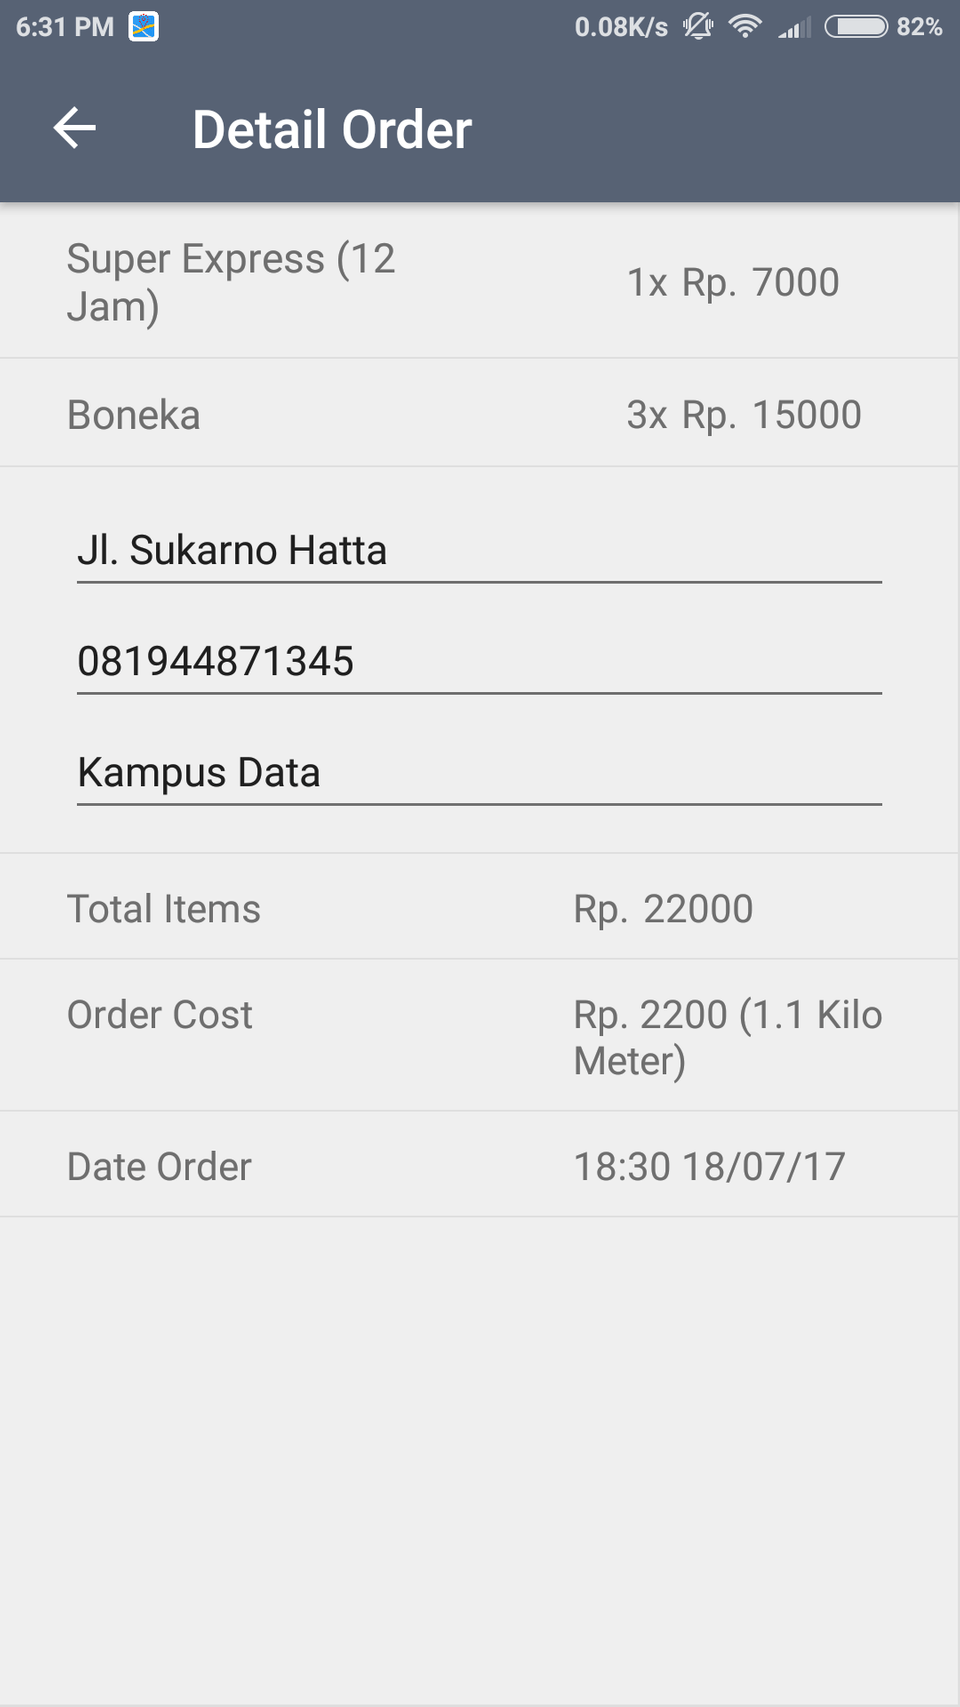 6:31 PM 0.08K/s 82%
Detail Order
Super Express (12
Jam)
1x Rp. 7000
Boneka 3x Rp. 15000
Jl. Sukarno Hatta
081944871345
Kampus Data
Total Items Rp. 22000
Order Cost Rp. 2200 (1.1 Kilo
Meter)
Date Order 18:30 18/07/17